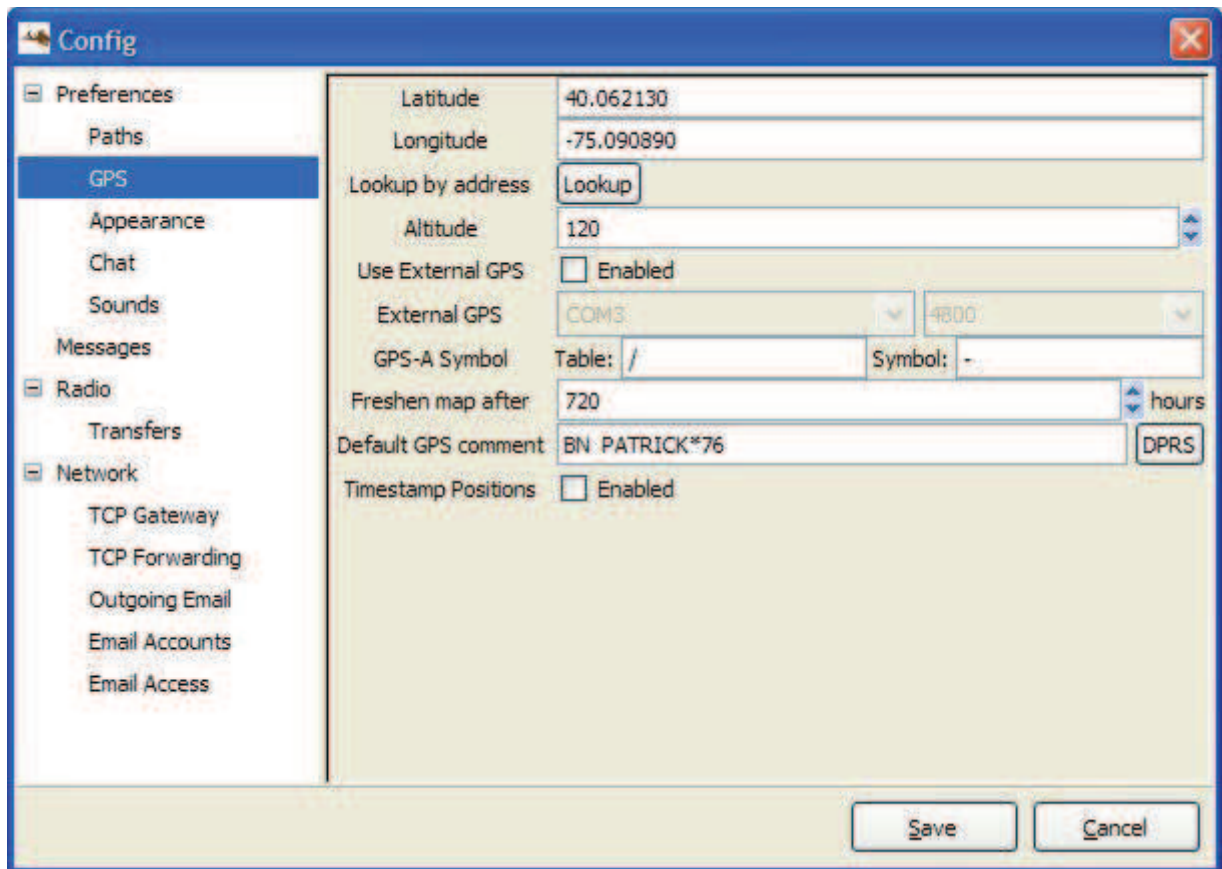 Config
Preferences
Paths
GPS
Appearance
Chat
Sounds
Messages
Radio
Transfers
Network
TCP Gateway
TCP Forwarding
Outgoing Email
Email Accounts
Email Access
Latitude 40.062130
Longitude -75.090890
Lookup by address Lookup
Altitude 120
Use External GPS Enabled
External GPS COM3 4800
GPS-A Symbol Table: / Symbol: -
Freshen map after 720 hours
Default GPS comment BN PATRICK*76 DPRS
Timestamp Positions Enabled
Save Cancel